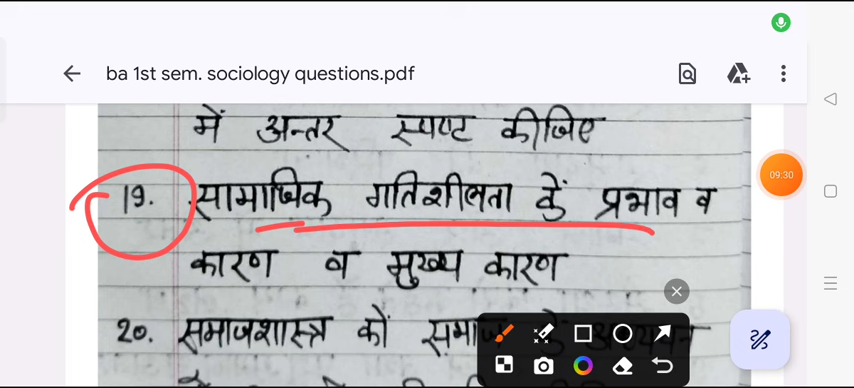 ba 1st sem. sociology questions.pdf
में अन्तर स्पष्ट कीजिए
19. सामाजिक गतिशीलता के प्रभाव व
09:30
कारण व मुख्य कारण
20. समाजशास्त्र को